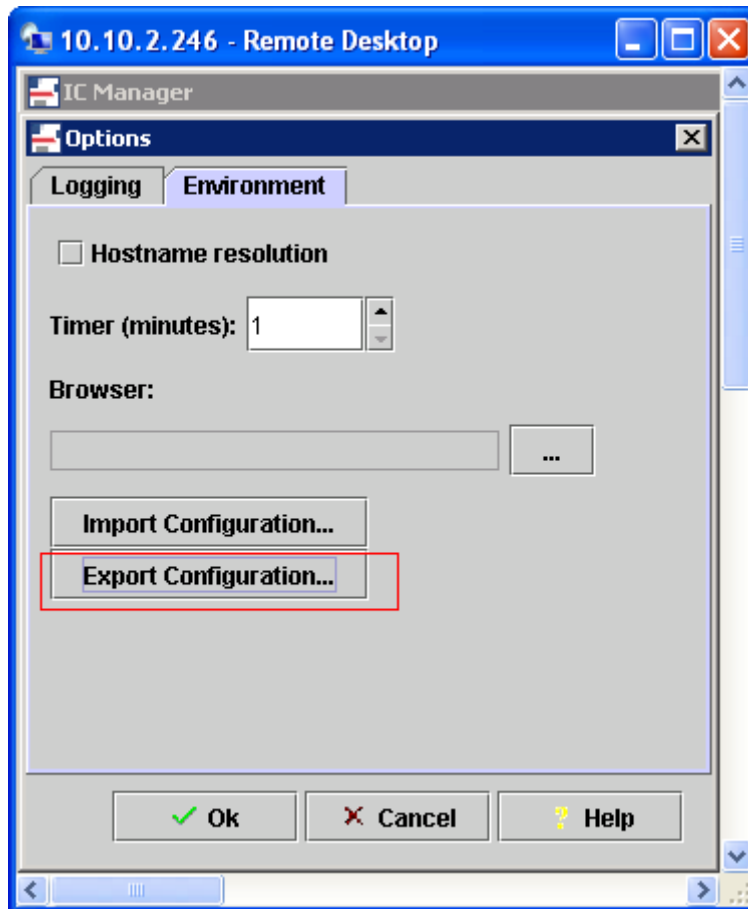 10.10.2.246 - Remote Desktop
IC Manager
Options
Logging Environment
Hostname resolution
Timer (minutes): 1
Browser:
...
Import Configuration...
Export Configuration...
Ok Cancel ? Help